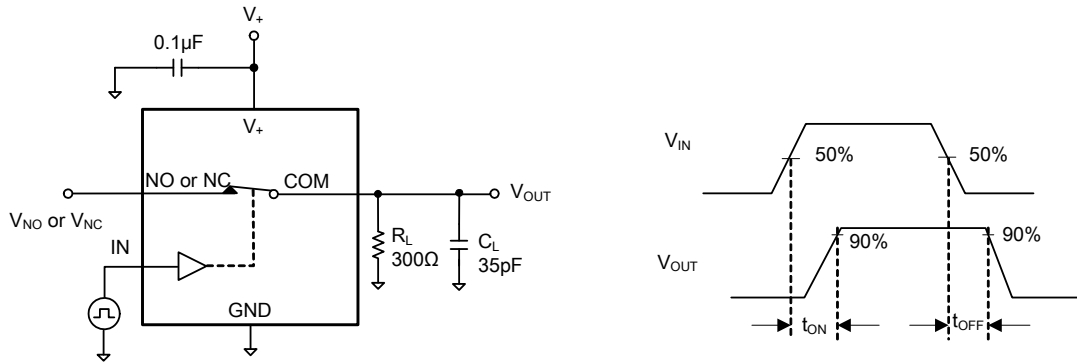 V+
0.1µF
V+
NO or NC
COM
VNO or VNC
VOUT
IN
RL
300Ω
CL
35pF
GND
VIN
50%
50%
VOUT
90%
90%
tON
tOFF